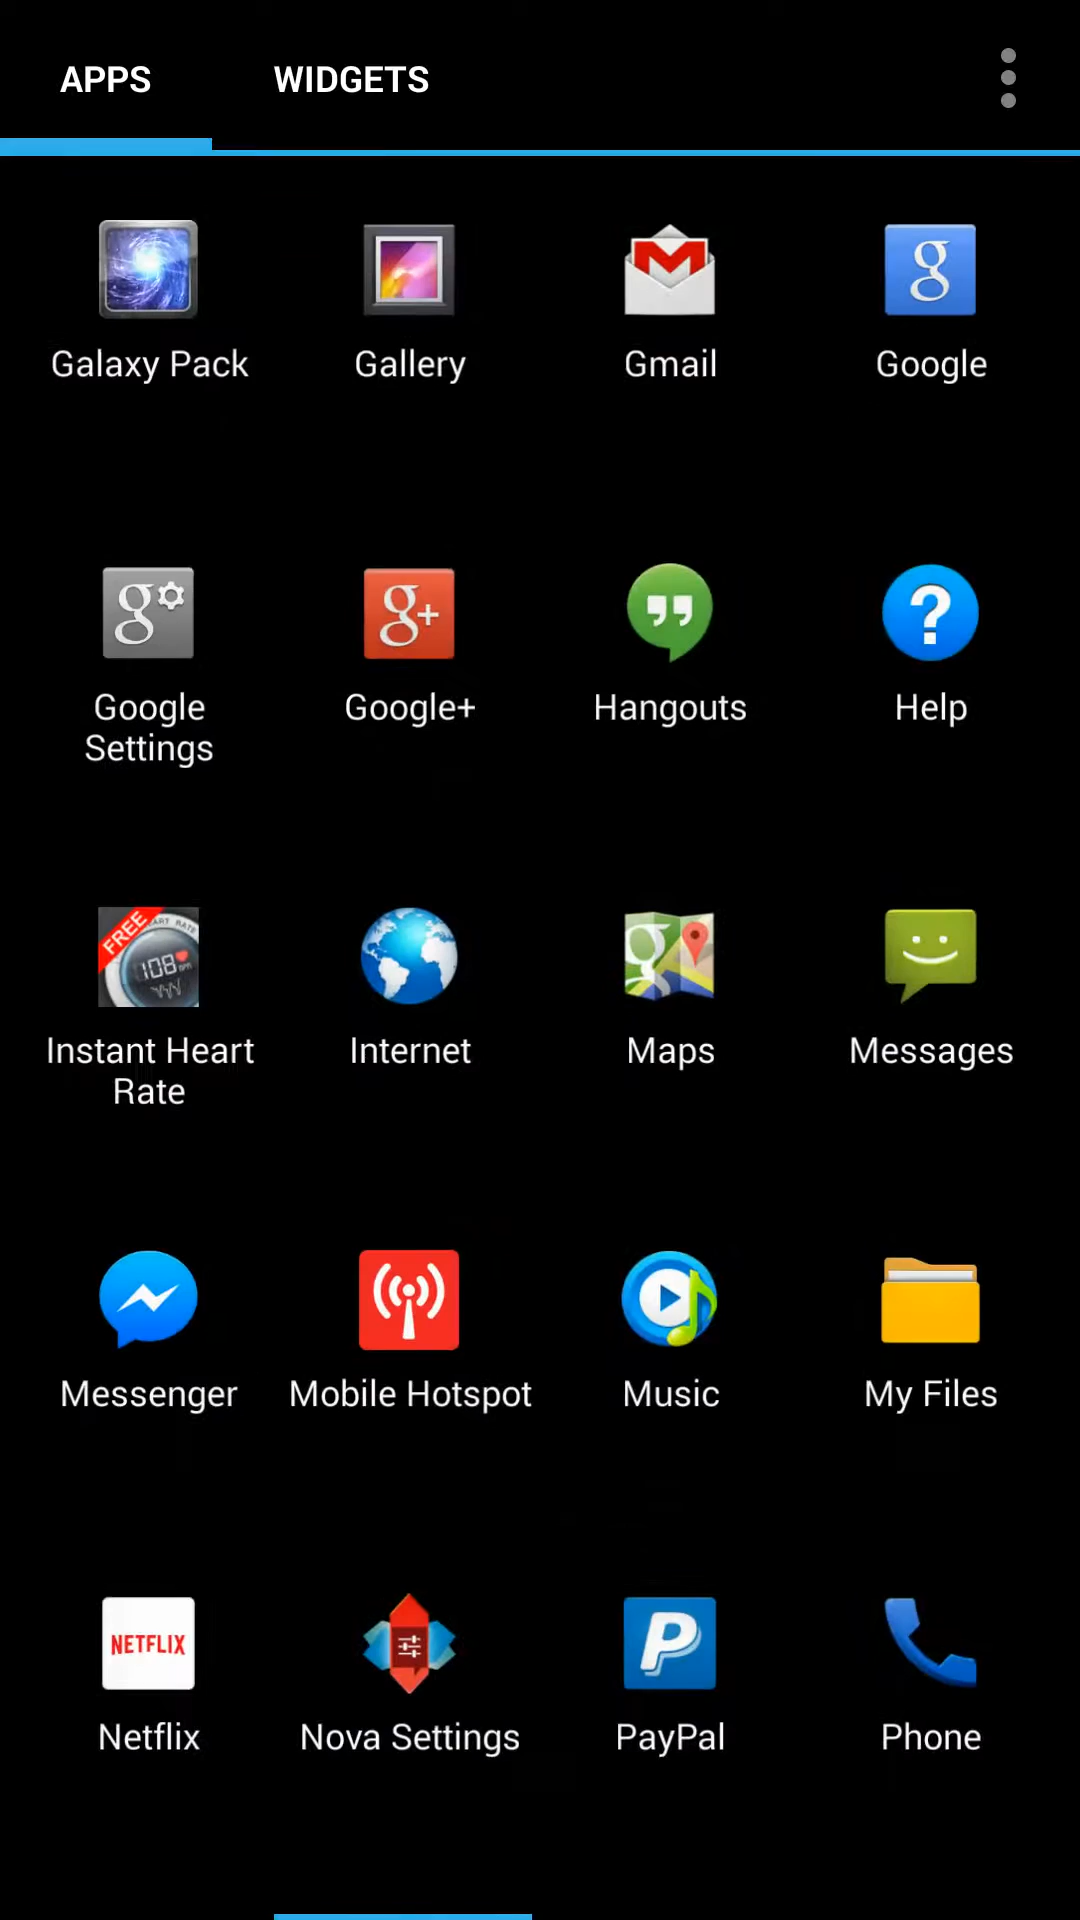 APPS WIDGETS
Galaxy Pack Gallery Gmail Google
Google Settings Google+ Hangouts Help
FREE
108
Instant Heart Rate Internet Maps Messages
Messenger Mobile Hotspot Music My Files
NETFLIX
Netflix Nova Settings PayPal Phone